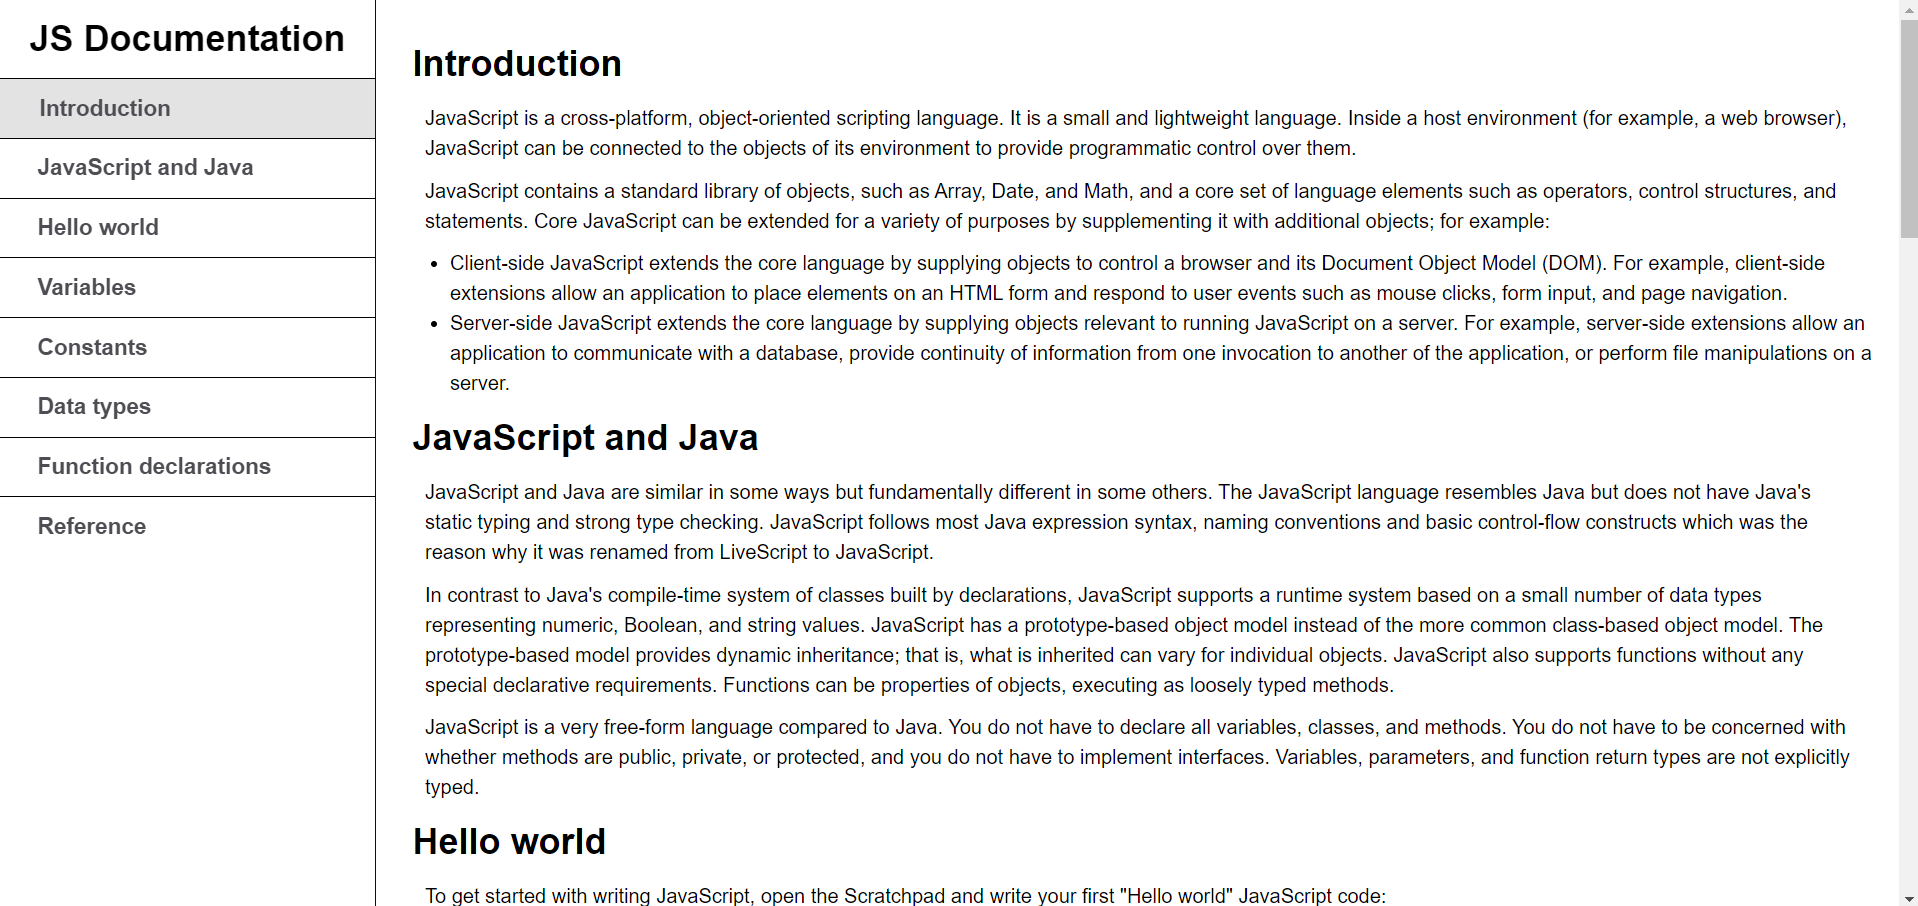 JS Documentation
Introduction
JavaScript and Java
Hello world
Variables
Constants
Data types
Function declarations
Reference
Introduction
JavaScript is a cross-platform, object-oriented scripting language. It is a small and lightweight language. Inside a host environment (for example, a web browser),
JavaScript can be connected to the objects of its environment to provide programmatic control over them.
JavaScript contains a standard library of objects, such as Array, Date, and Math, and a core set of language elements such as operators, control structures, and
statements. Core JavaScript can be extended for a variety of purposes by supplementing it with additional objects; for example:
• Client-side JavaScript extends the core language by supplying objects to control a browser and its Document Object Model (DOM). For example, client-side
extensions allow an application to place elements on an HTML form and respond to user events such as mouse clicks, form input, and page navigation.
• Server-side JavaScript extends the core language by supplying objects relevant to running JavaScript on a server. For example, server-side extensions allow an
application to communicate with a database, provide continuity of information from one invocation to another of the application, or perform file manipulations on a
server.
JavaScript and Java
JavaScript and Java are similar in some ways but fundamentally different in some others. The JavaScript language resembles Java but does not have Java's
static typing and strong type checking. JavaScript follows most Java expression syntax, naming conventions and basic control-flow constructs which was the
reason why it was renamed from LiveScript to JavaScript.
In contrast to Java's compile-time system of classes built by declarations, JavaScript supports a runtime system based on a small number of data types
representing numeric, Boolean, and string values. JavaScript has a prototype-based object model instead of the more common class-based object model. The
prototype-based model provides dynamic inheritance; that is, what is inherited can vary for individual objects. JavaScript also supports functions without any
special declarative requirements. Functions can be properties of objects, executing as loosely typed methods.
JavaScript is a very free-form language compared to Java. You do not have to declare all variables, classes, and methods. You do not have to be concerned with
whether methods are public, private, or protected, and you do not have to implement interfaces. Variables, parameters, and function return types are not explicitly
typed.
Hello world
To get started with writing JavaScript, open the Scratchpad and write your first "Hello world" JavaScript code: